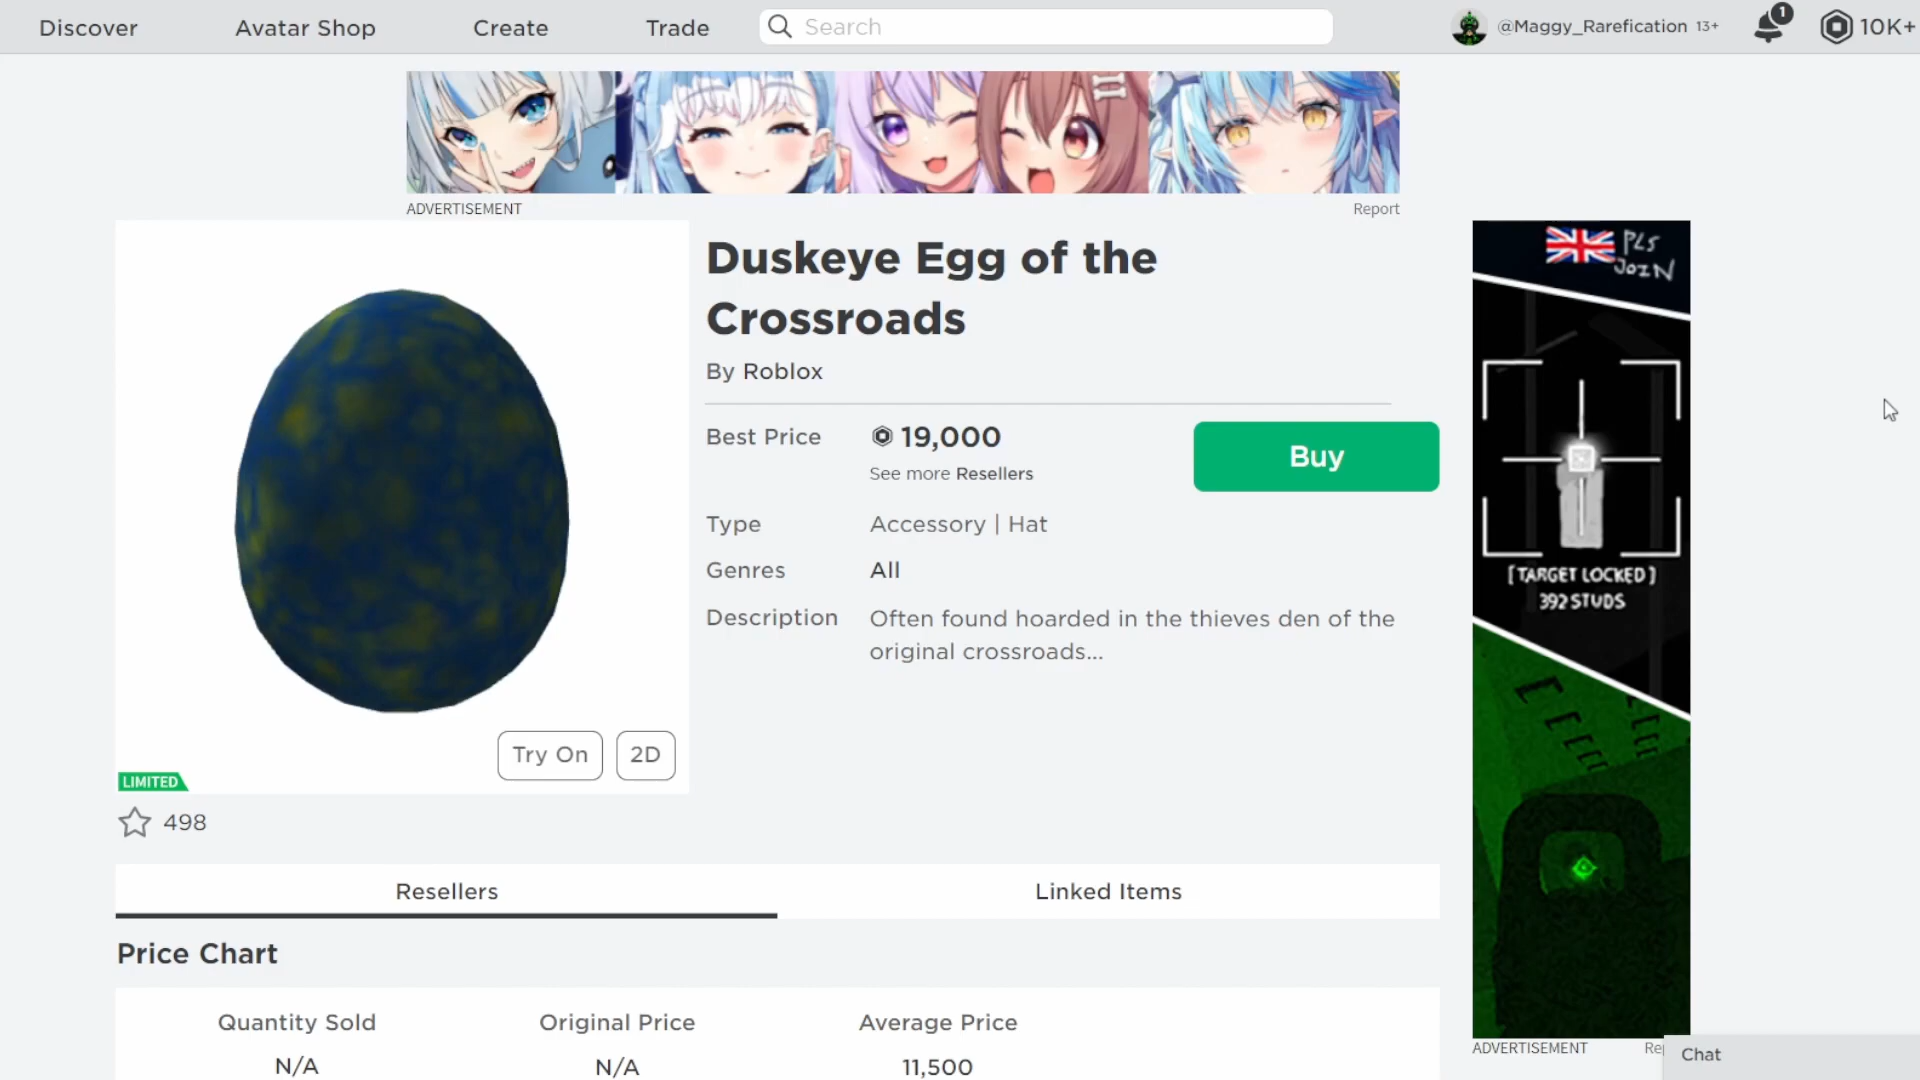 Discover Avatar Shop Create Trade Search @Maggy_Rarefication 13+ 1 10K+
ADVERTISEMENT Report
Duskeye Egg of the
Crossroads
By Roblox
Best Price 19,000 Buy
See more Resellers
Type Accessory | Hat
Genres All
Description Often found hoarded in the thieves den of the
original crossroads...
Try On 2D
LIMITED
498
Resellers Linked Items
Price Chart
Quantity Sold Original Price Average Price
N/A N/A 11,500
PLS
JOIN
[TARGET LOCKED]
392 STUDS
ADVERTISEMENT
Chat